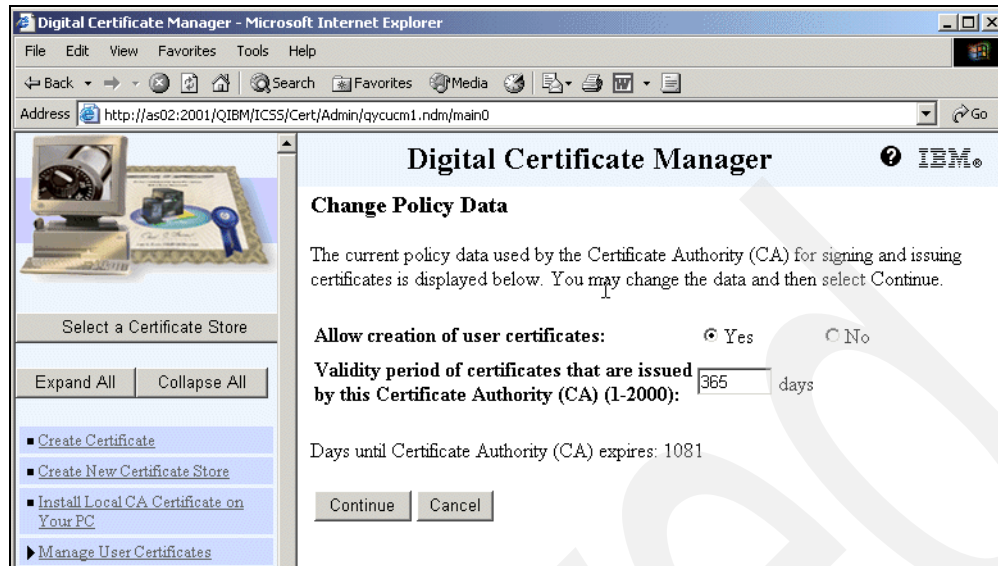 Digital Certificate Manager - Microsoft Internet Explorer
File Edit View Favorites Tools Help
Back Search Favorites Media
Address http://as02:2001/QIBM/ICSS/Cert/Admin/qycucm1.ndm/main0 Go
Digital Certificate Manager IBM®
Select a Certificate Store
Expand All Collapse All
Create Certificate
Create New Certificate Store
Install Local CA Certificate on
Your PC
Manage User Certificates
Change Policy Data
The current policy data used by the Certificate Authority (CA) for signing and issuing
certificates is displayed below. You may change the data and then select Continue.
Allow creation of user certificates: Yes No
Validity period of certificates that are issued
by this Certificate Authority (CA) (1-2000): 365 days
Days until Certificate Authority (CA) expires: 1081
Continue Cancel